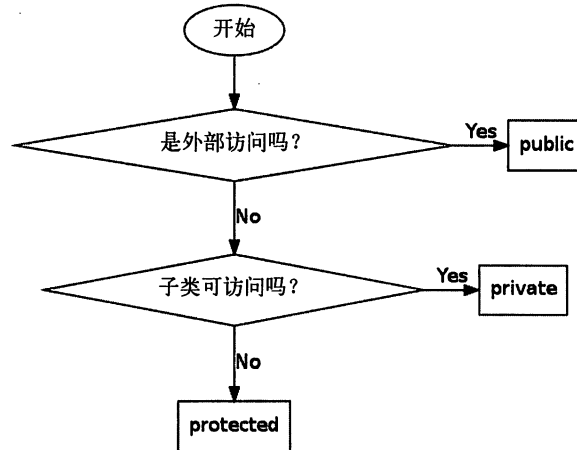 开始
是外部访问吗？
Yes
public
No
子类可访问吗？
Yes
private
No
protected